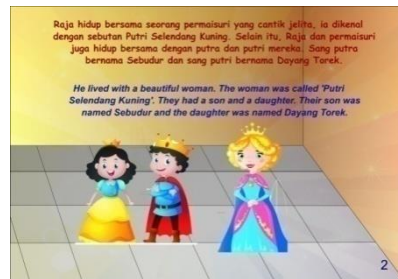 Raja hidup bersama seorang permaisuri yang cantik jelita, ia dikenal
dengan sebutan Putri Selendang Kuning. Selain itu, Raja dan permaisuri
juga hidup bersama dengan putra dan putri mereka. Sang putra
bernama Sebudur dan sang putri bernama Dayang Torek.
He lived with a beautiful woman. The woman was called 'Putri
Selendang Kuning'. They had a son and a daughter. Their son was
named Sebudur and the daughter was named Dayang Torek.
2